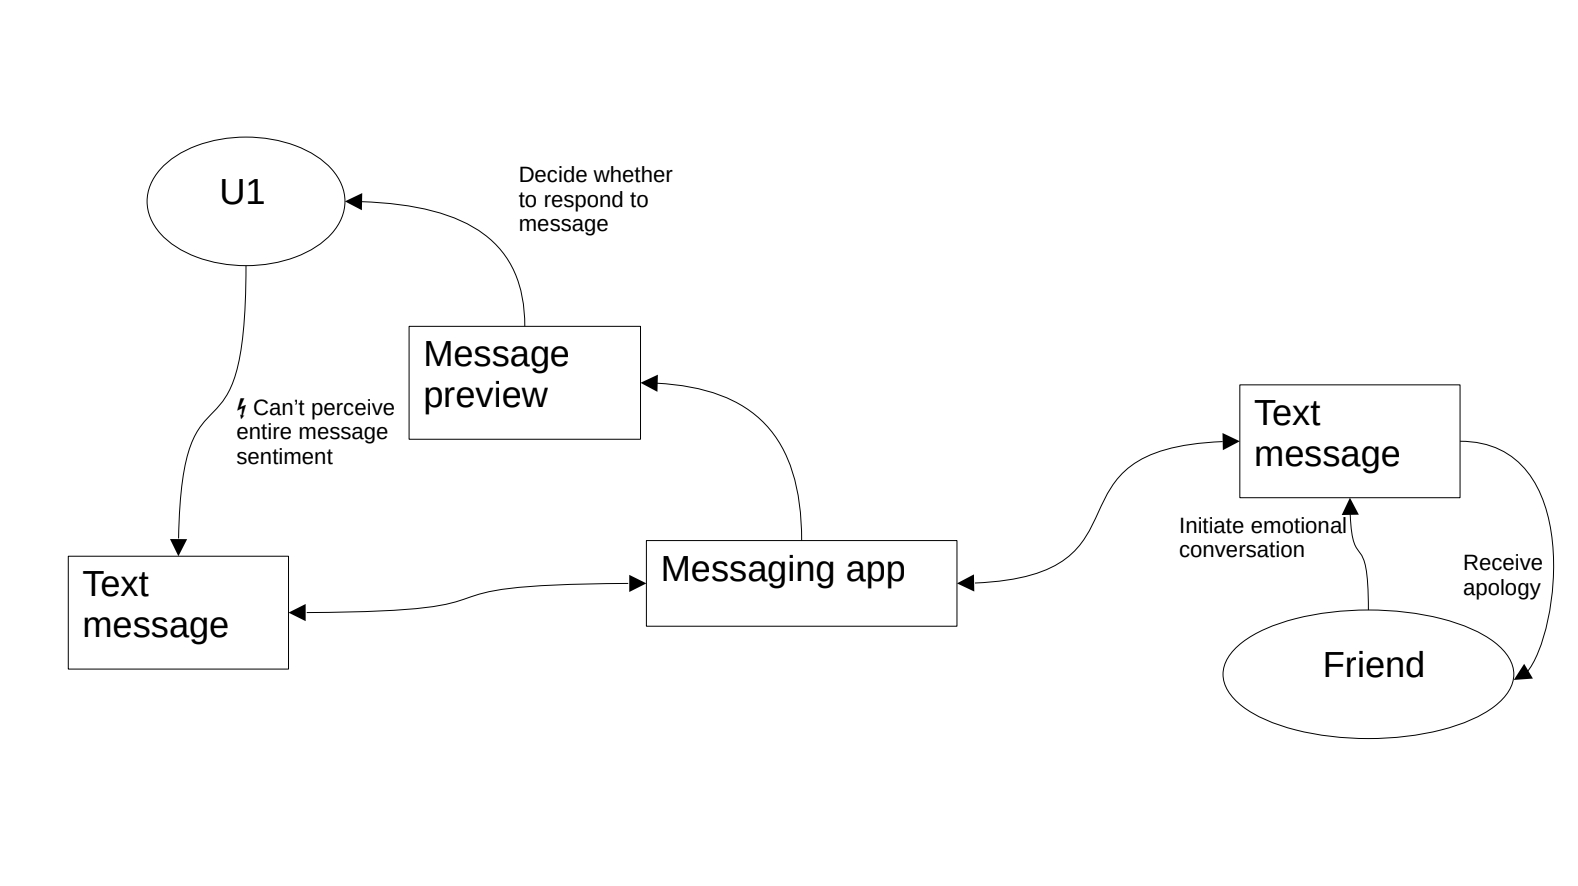 U1
Decide whether
to respond to
message
Message
preview
⚡ Can’t perceive
entire message
sentiment
Text
message
Messaging app
Text
message
Initiate emotional
conversation
Receive
apology
Friend